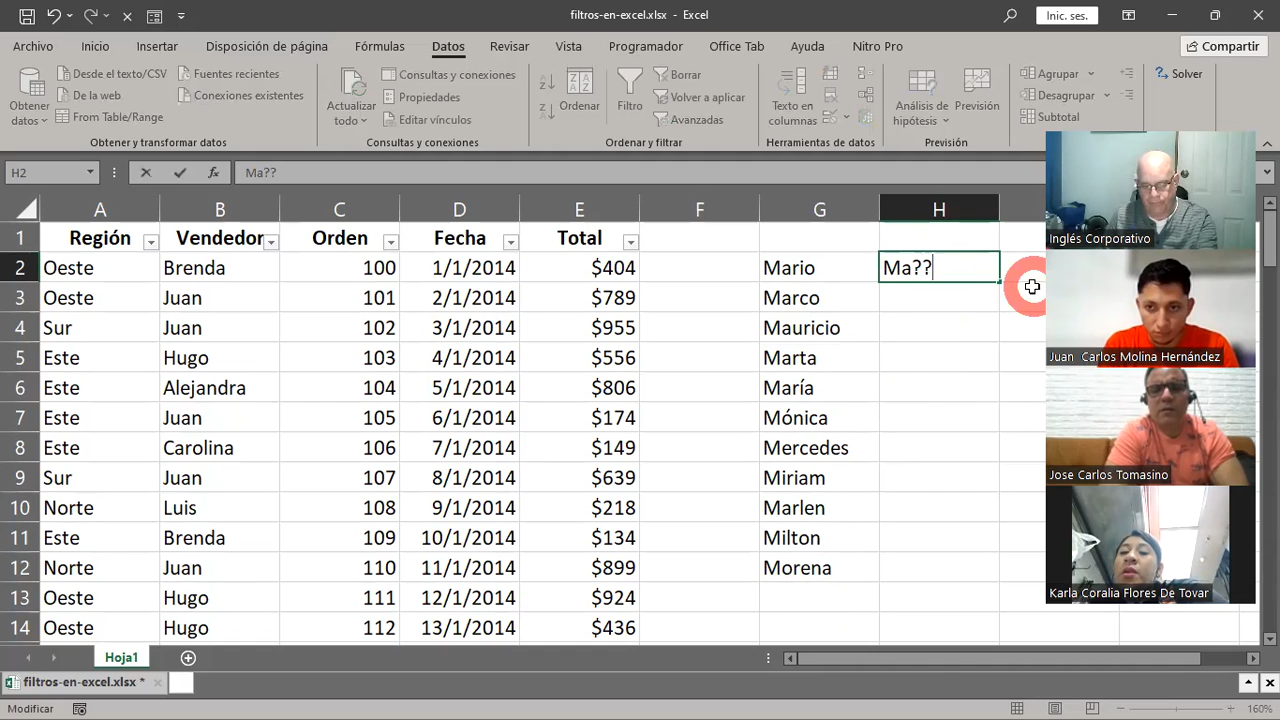 filtros-en-excel.xlsx - Excel
Inic. ses.
Archivo Inicio Insertar Disposición de página Fórmulas Datos Revisar Vista Programador Office Tab Ayuda Nitro Pro Compartir
Obtener datos
Desde el texto/CSV
De la web
From Table/Range
Fuentes recientes
Conexiones existentes
Obtener y transformar datos
Actualizar todo
Consultas y conexiones
Propiedades
Editar vínculos
Consultas y conexiones
Ordenar
Filtro
Borrar
Volver a aplicar
Avanzadas
Ordenar y filtrar
Texto en columnas
Herramientas de datos
Análisis de hipótesis
Previsión
Previsión
Agrupar
Desagrupar
Subtotal
Solver
H2 fx Ma??
A B C D E F G H
1 Región Vendedor Orden Fecha Total
2 Oeste Brenda 100 1/1/2014 $404 Mario Ma??
3 Oeste Juan 101 2/1/2014 $789 Marco
4 Sur Juan 102 3/1/2014 $955 Mauricio
5 Este Hugo 103 4/1/2014 $556 Marta
6 Este Alejandra 104 5/1/2014 $806 María
7 Este Juan 105 6/1/2014 $174 Mónica
8 Este Carolina 106 7/1/2014 $149 Mercedes
9 Sur Juan 107 8/1/2014 $639 Miriam
10 Norte Luis 108 9/1/2014 $218 Marlen
11 Este Brenda 109 10/1/2014 $134 Milton
12 Norte Juan 110 11/1/2014 $899 Morena
13 Oeste Hugo 111 12/1/2014 $924
14 Oeste Hugo 112 13/1/2014 $436
Inglés Corporativo
Juan Carlos Molina Hernández
Jose Carlos Tomasino
Karla Coralia Flores De Tovar
Hoja1
filtros-en-excel.xlsx *
Modificar
160%